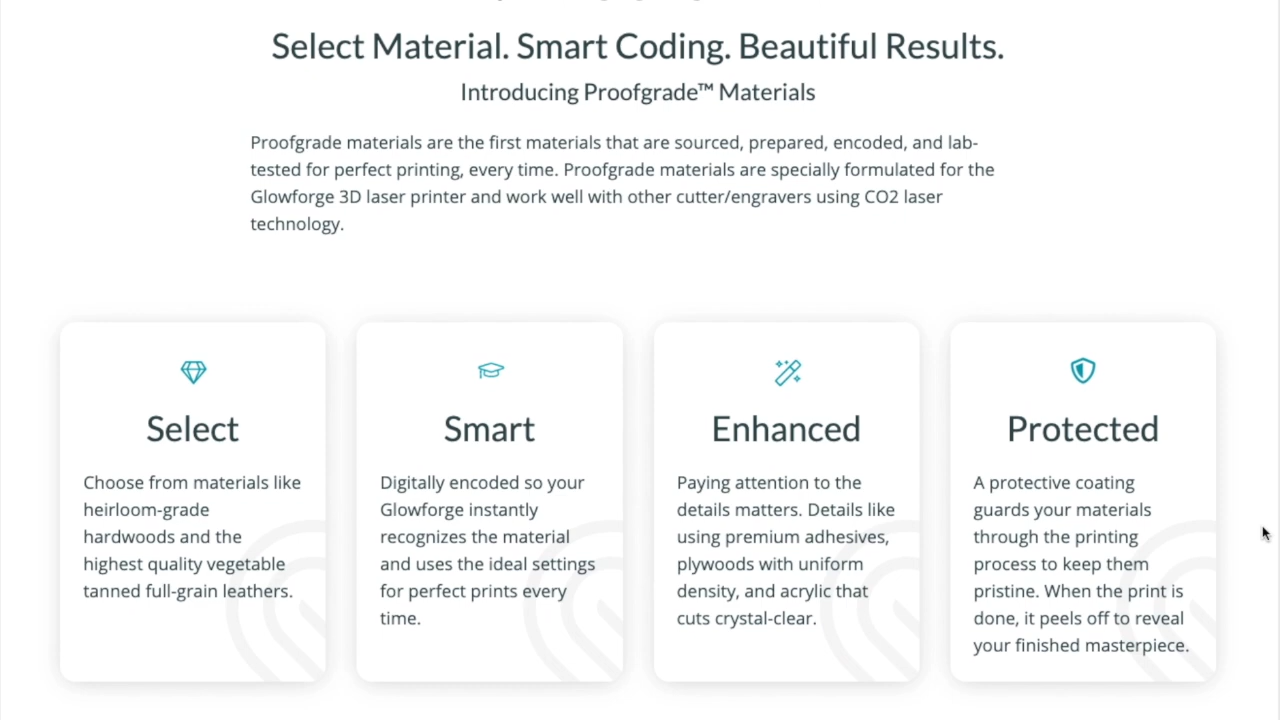 Select Material. Smart Coding. Beautiful Results.
Introducing Proofgrade™ Materials
Proofgrade materials are the first materials that are sourced, prepared, encoded, and lab-
tested for perfect printing, every time. Proofgrade materials are specially formulated for the
Glowforge 3D laser printer and work well with other cutter/engravers using CO2 laser
technology.
Select
Choose from materials like
heirloom-grade
hardwoods and the
highest quality vegetable
tanned full-grain leathers.
Smart
Digitally encoded so your
Glowforge instantly
recognizes the material
and uses the ideal settings
for perfect prints every
time.
Enhanced
Paying attention to the
details matters. Details like
using premium adhesives,
plywoods with uniform
density, and acrylic that
cuts crystal-clear.
Protected
A protective coating
guards your materials
through the printing
process to keep them
pristine. When the print is
done, it peels off to reveal
your finished masterpiece.